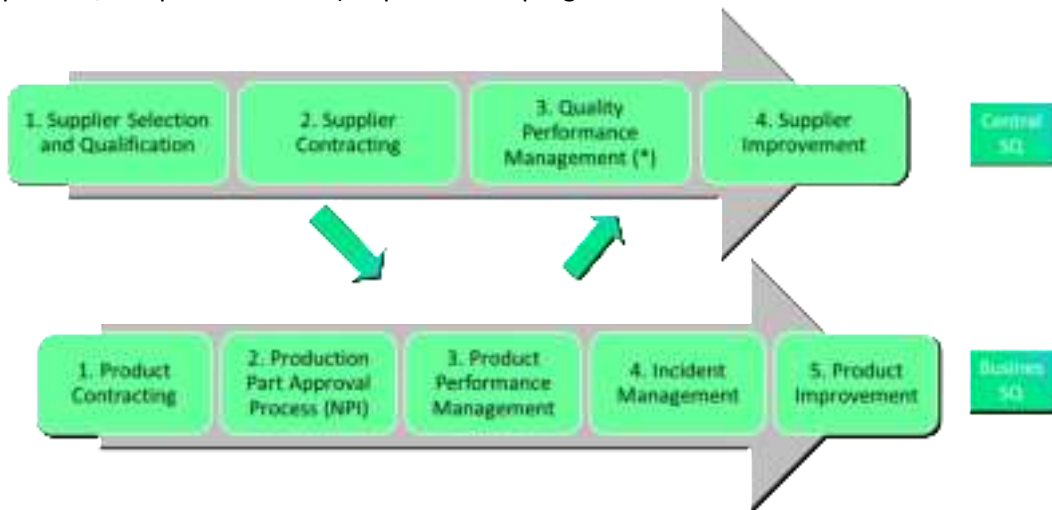 1. Supplier Selection
and Qualification
2. Supplier
Contracting
3. Quality
Performance
Management (*)
4. Supplier
Improvement
Central
SQ
1. Product
Contracting
2. Production
Part Approval
Process (NPI)
3. Product
Performance
Management
4. Incident
Management
5. Product
Improvement
Busines
SQ